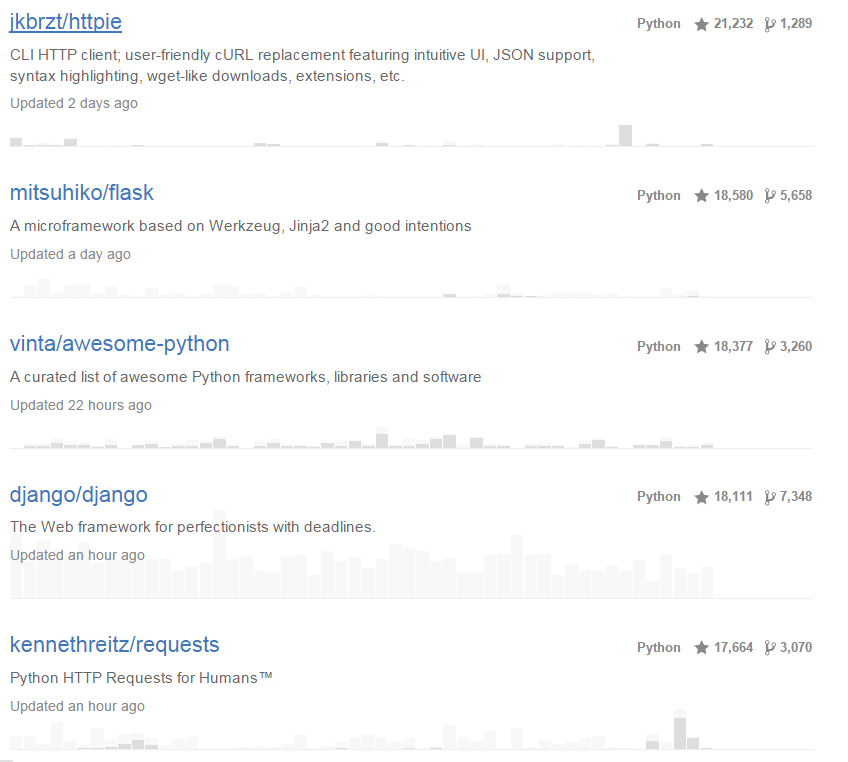 jkbrzt/httpie Python 21,232 1,289
CLI HTTP client; user-friendly cURL replacement featuring intuitive UI, JSON support,
syntax highlighting, wget-like downloads, extensions, etc.
Updated 2 days ago
mitsuhiko/flask Python 18,580 5,658
A microframework based on Werkzeug, Jinja2 and good intentions
Updated a day ago
vinta/awesome-python Python 18,377 3,260
A curated list of awesome Python frameworks, libraries and software
Updated 22 hours ago
django/django Python 18,111 7,348
The Web framework for perfectionists with deadlines.
Updated an hour ago
kennethreitz/requests Python 17,664 3,070
Python HTTP Requests for Humans™
Updated an hour ago